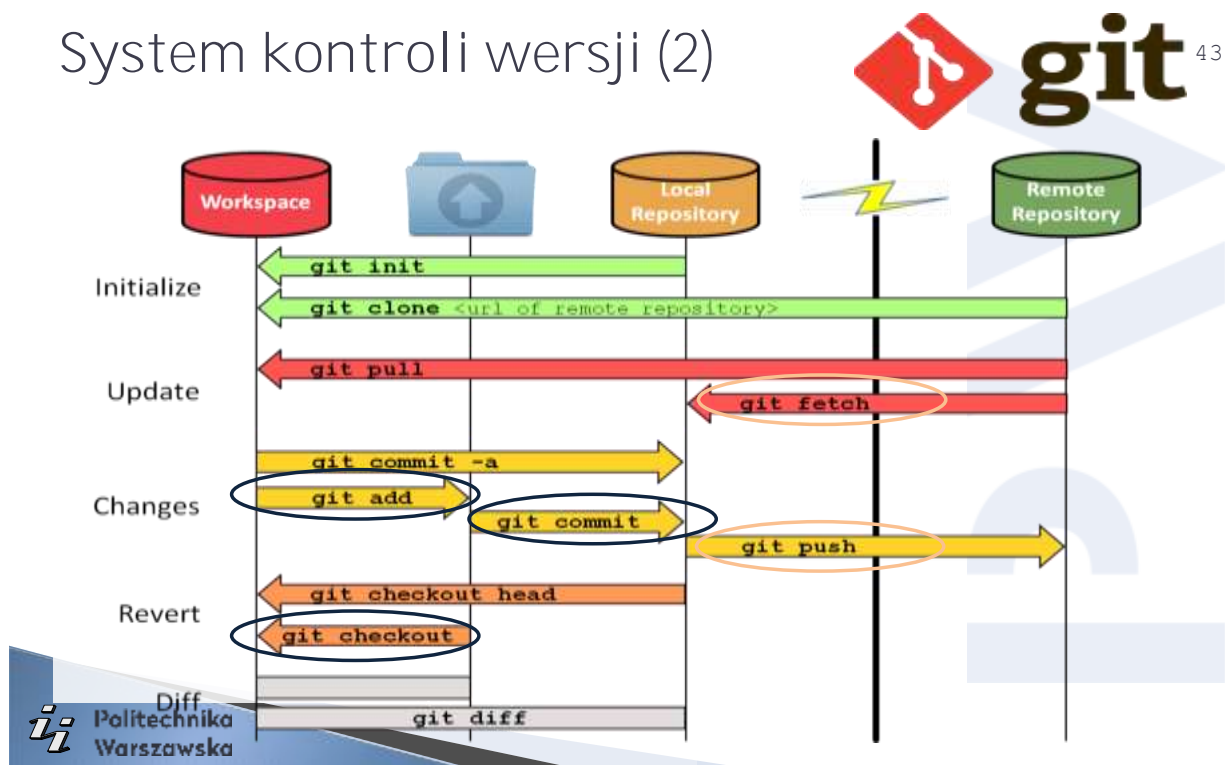 System kontroli wersji (2)
git
43
Workspace
Local
Repository
Remote
Repository
Initialize
git init
git clone <url of remote repository>
Update
git pull
git fetch
Changes
git commit -a
git add
git commit
git push
Revert
git checkout head
git checkout
Diff
git diff
Politechnika
Warszawska